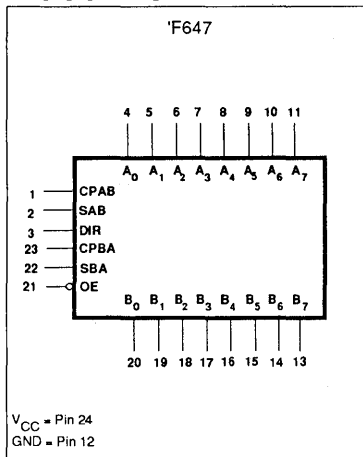 'F647
4 5 6 7 8 9 10 11
A0 A1 A2 A3 A4 A5 A6 A7
1 CPAB
2 SAB
3 DIR
23 CPBA
22 SBA
21 OE
B0 B1 B2 B3 B4 B5 B6 B7
20 19 18 17 16 15 14 13
VCC = Pin 24
GND = Pin 12